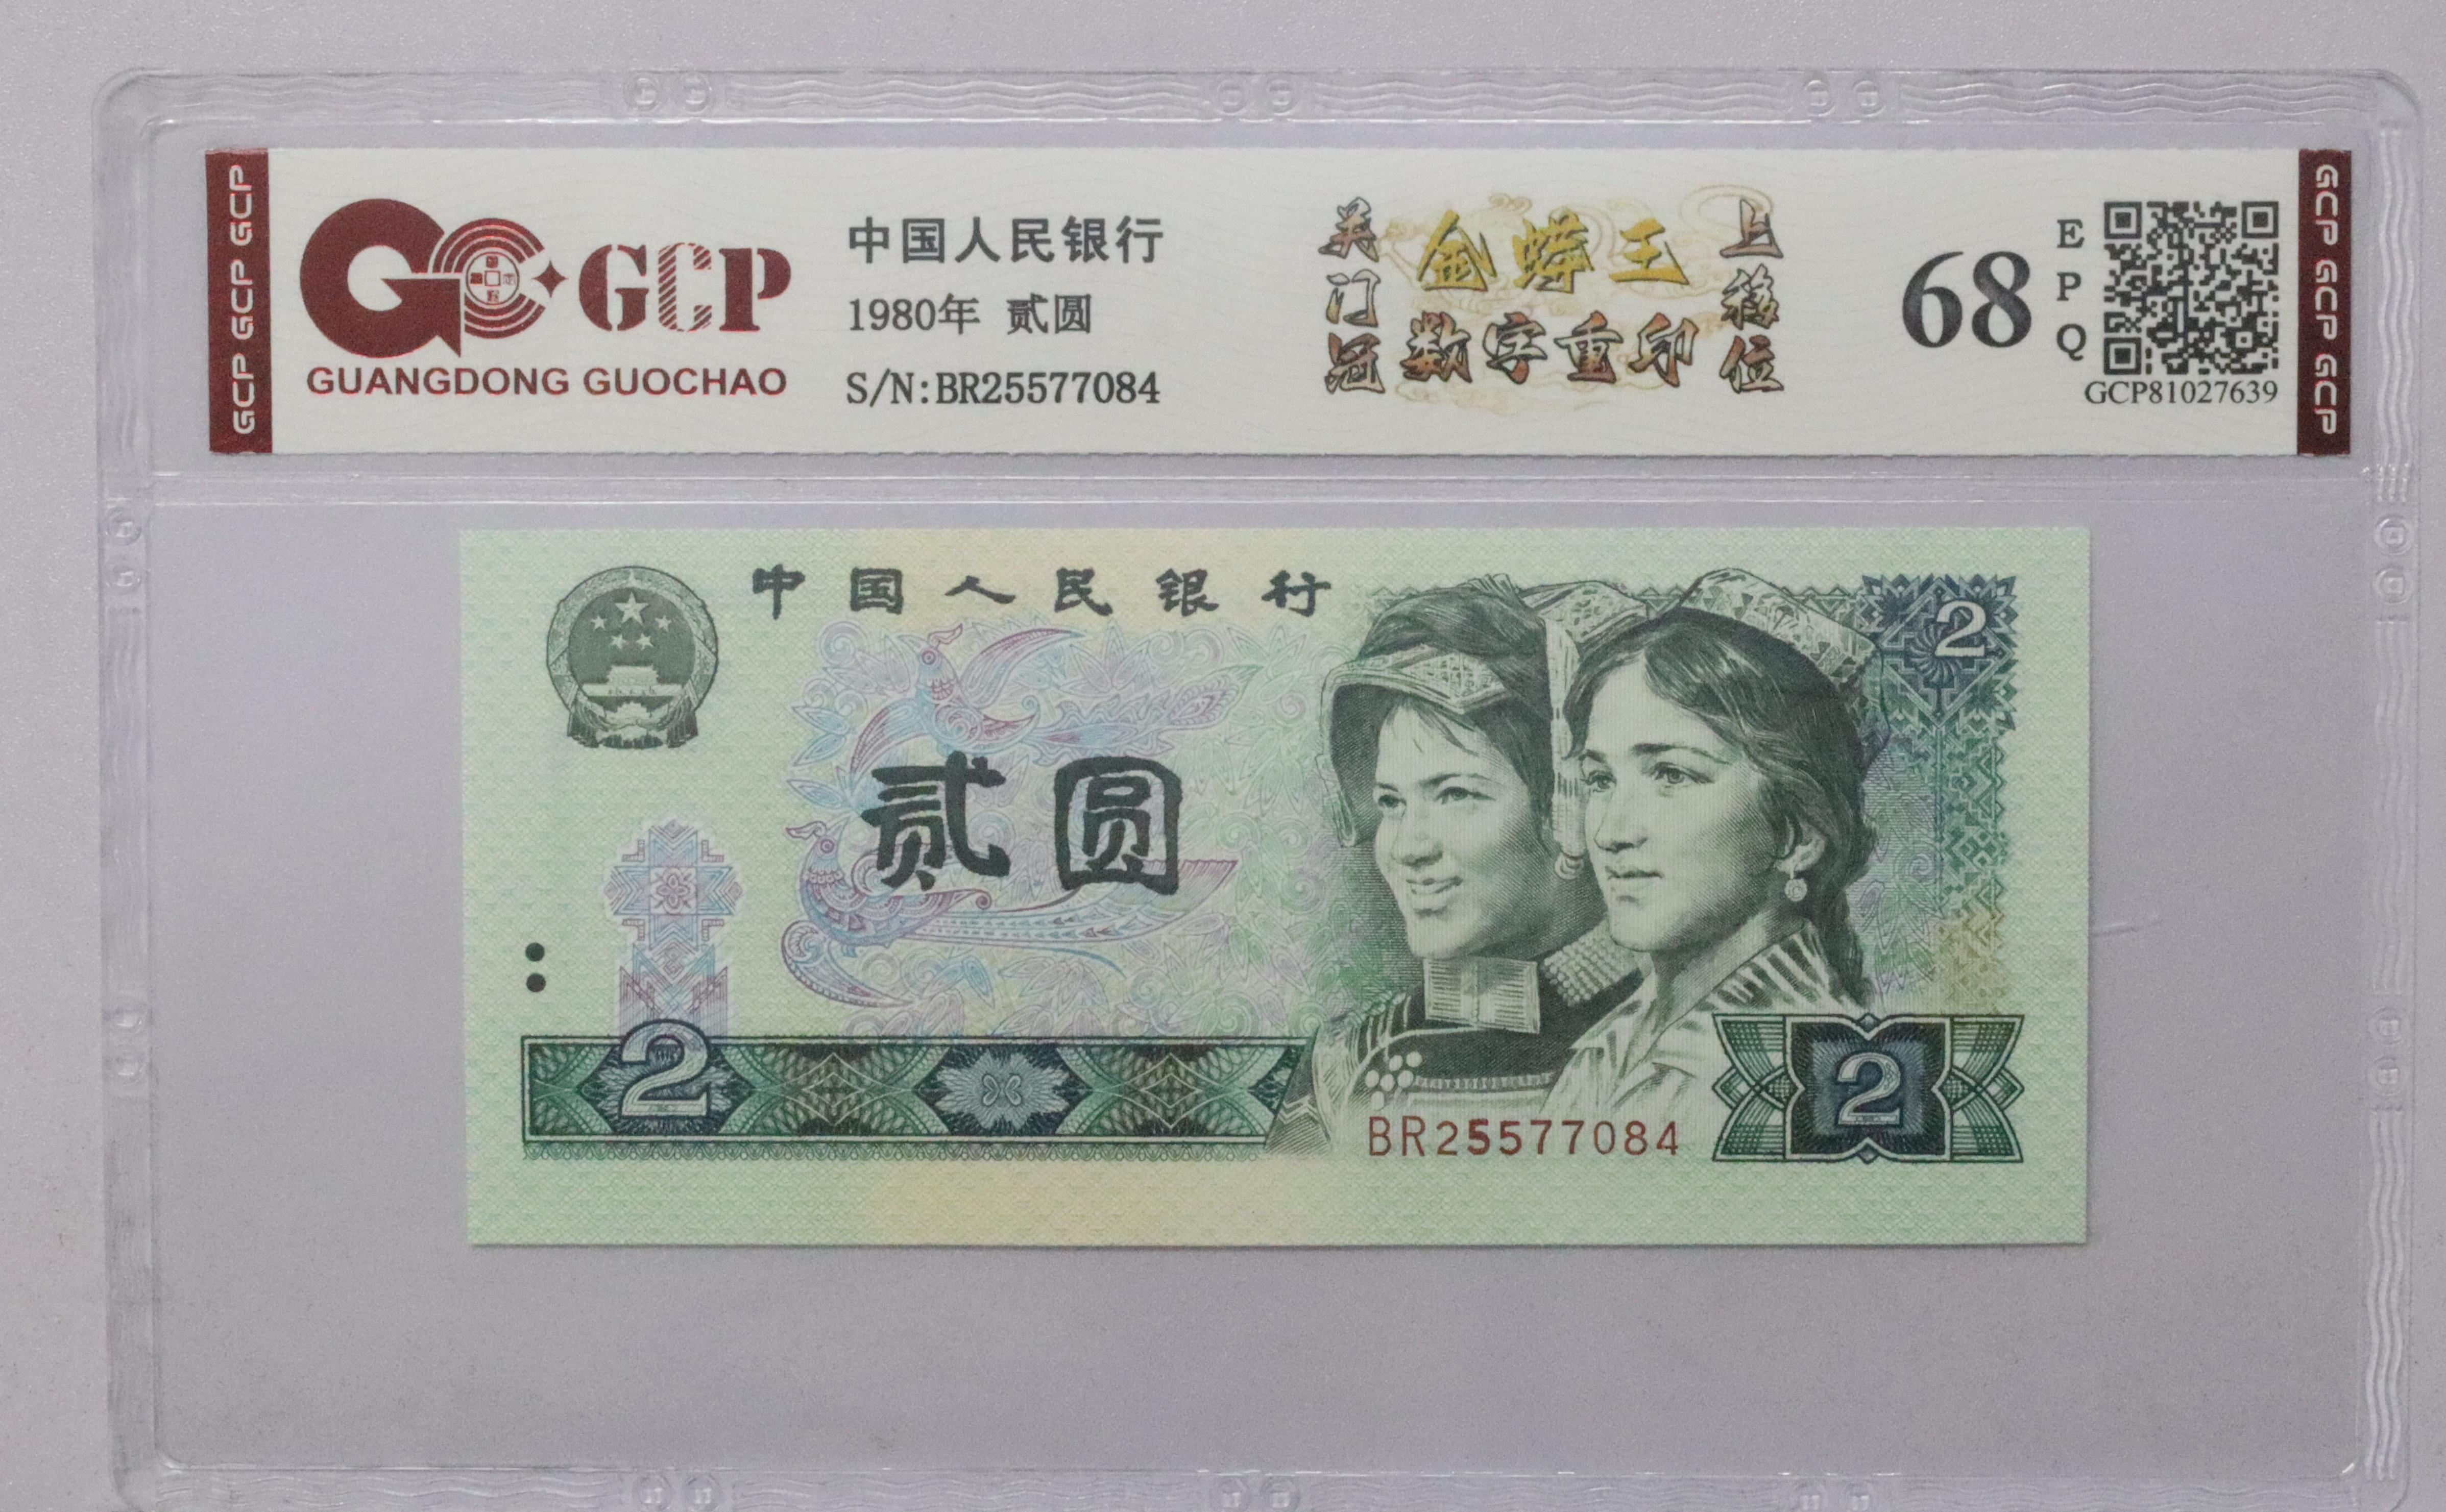 GCP GCP GCP
GCP
GUANGDONG GUOCHAO
中国人民银行
1980年 贰圆
S/N:BR25577084
关门冠
金蟒王
数字重印
上移位
68
EPQ
GCP81027639
GCP GCP GCP
中国人民银行
2
贰圆
2
BR25577084
2